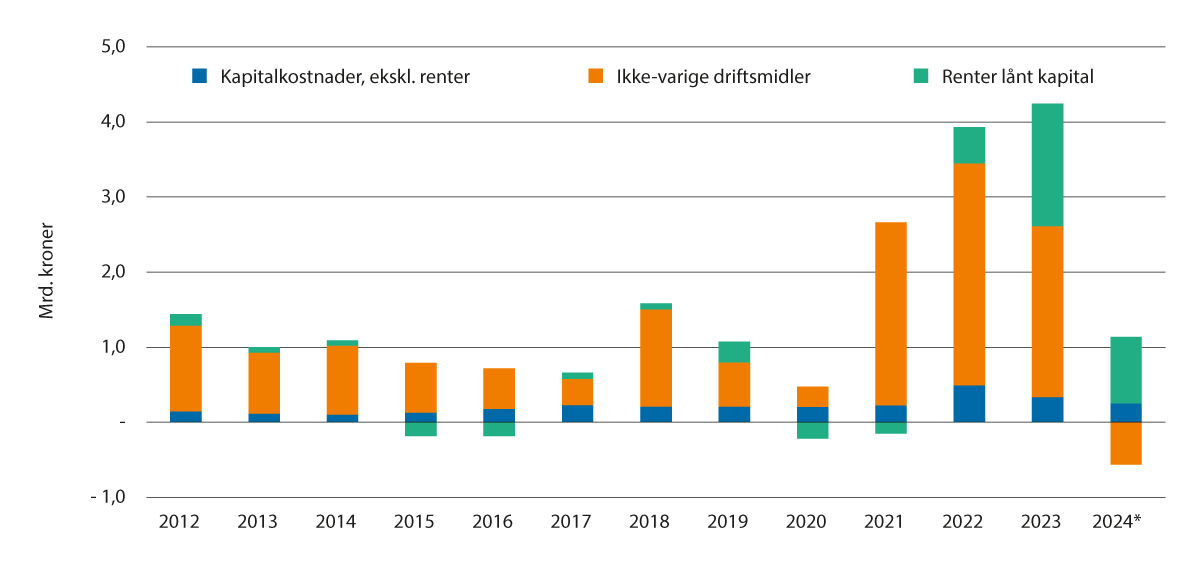 5,0
Kapitalkostnader, ekskl. renter
Ikke-varige driftsmidler
Renter lånt kapital
4,0
3,0
2,0
1,0
-
- 1,0
Mrd. kroner
2012 2013 2014 2015 2016 2017 2018 2019 2020 2021 2022 2023 2024*